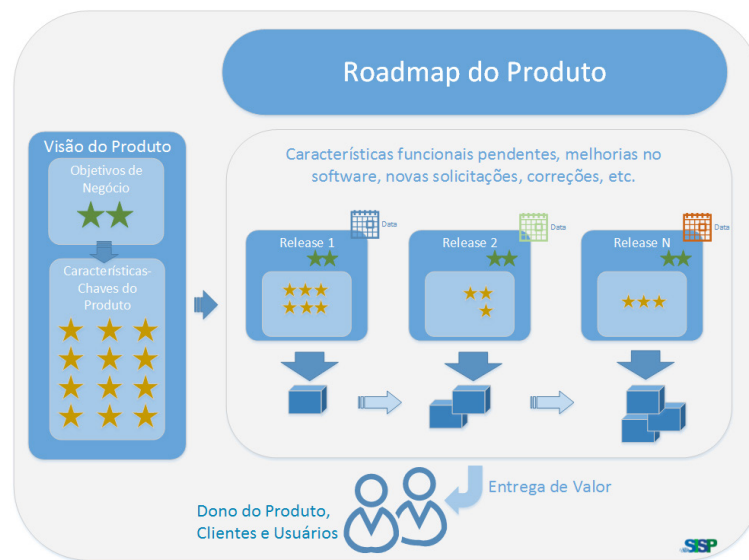 Roadmap do Produto
Visão do Produto
Objetivos de
Negócio
Características-
Chaves do
Produto
Características funcionais pendentes, melhorias no
software, novas solicitações, correções, etc.
Data
Release 1
Data
Release 2
Data
Release N
Entrega de Valor
Dono do Produto,
Clientes e Usuários
SISP